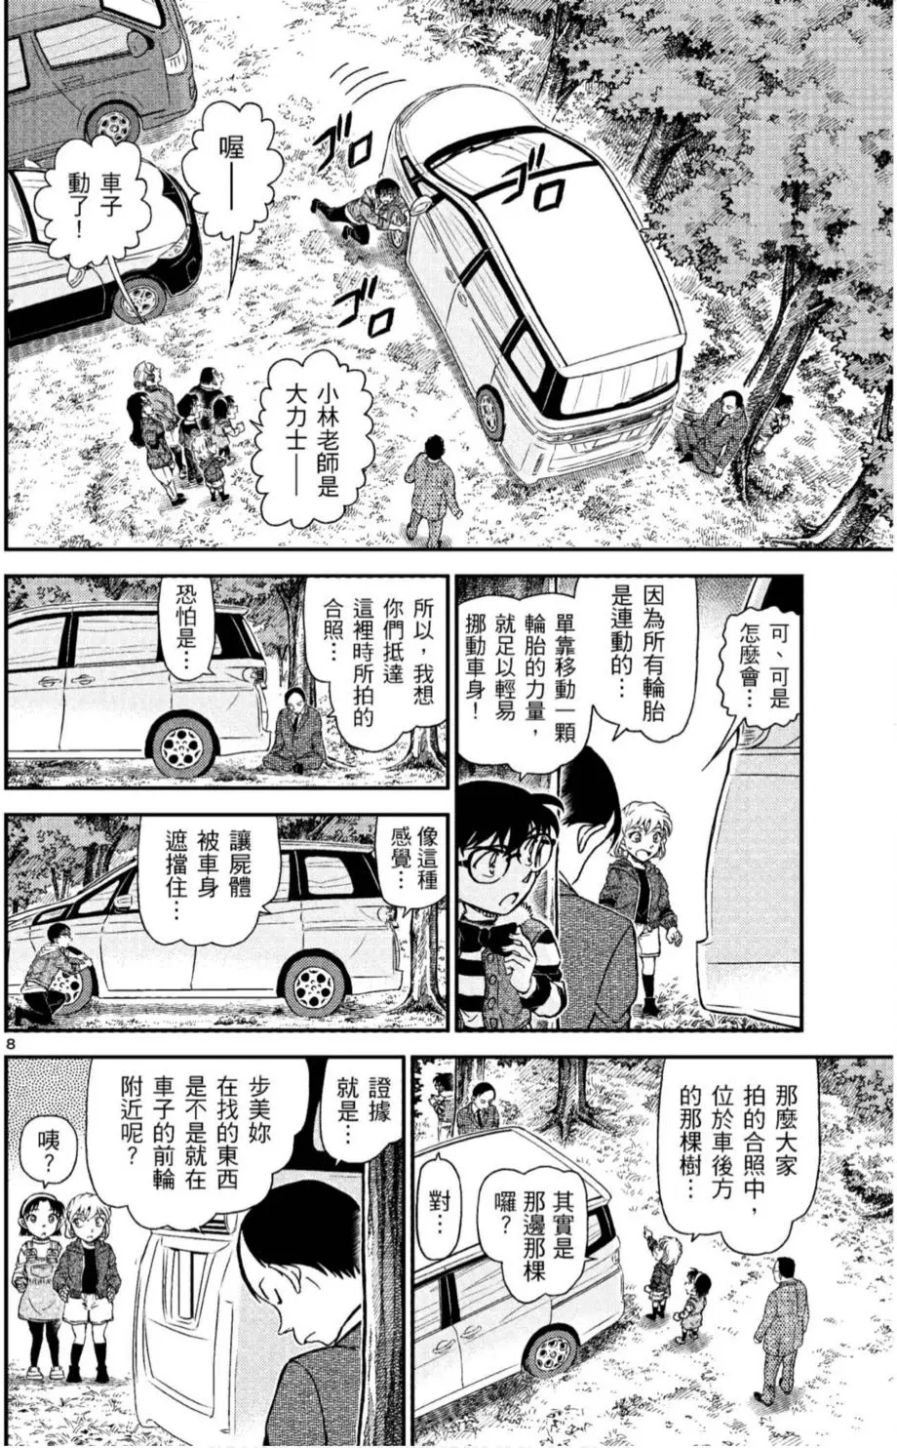 喔——
車子
動了！
ゴロ
ゴロ
ゴロ
小林老師是
大力士——
可、可是
怎麼會…
因為所有輪胎
是連動的…
單靠移動一顆
輪胎的力量，
就足以輕易
挪動車身！
所以，我想
你們抵達
這裡時所拍的
合照…
恐怕是…
像這種
感覺…
讓屍體
被車身
遮擋住…
8
那麼大家
拍的合照中，
位於車後方
的那棵樹…
其實是
那邊那棵
囉？
對…
證據
就是…
步美妳
在找的東西
是不是就在
車子的前輪
附近呢？
咦？